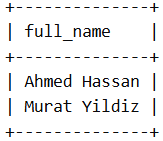 +--------------+
| full_name    |
+--------------+
| Ahmed Hassan |
| Murat Yildiz |
+--------------+